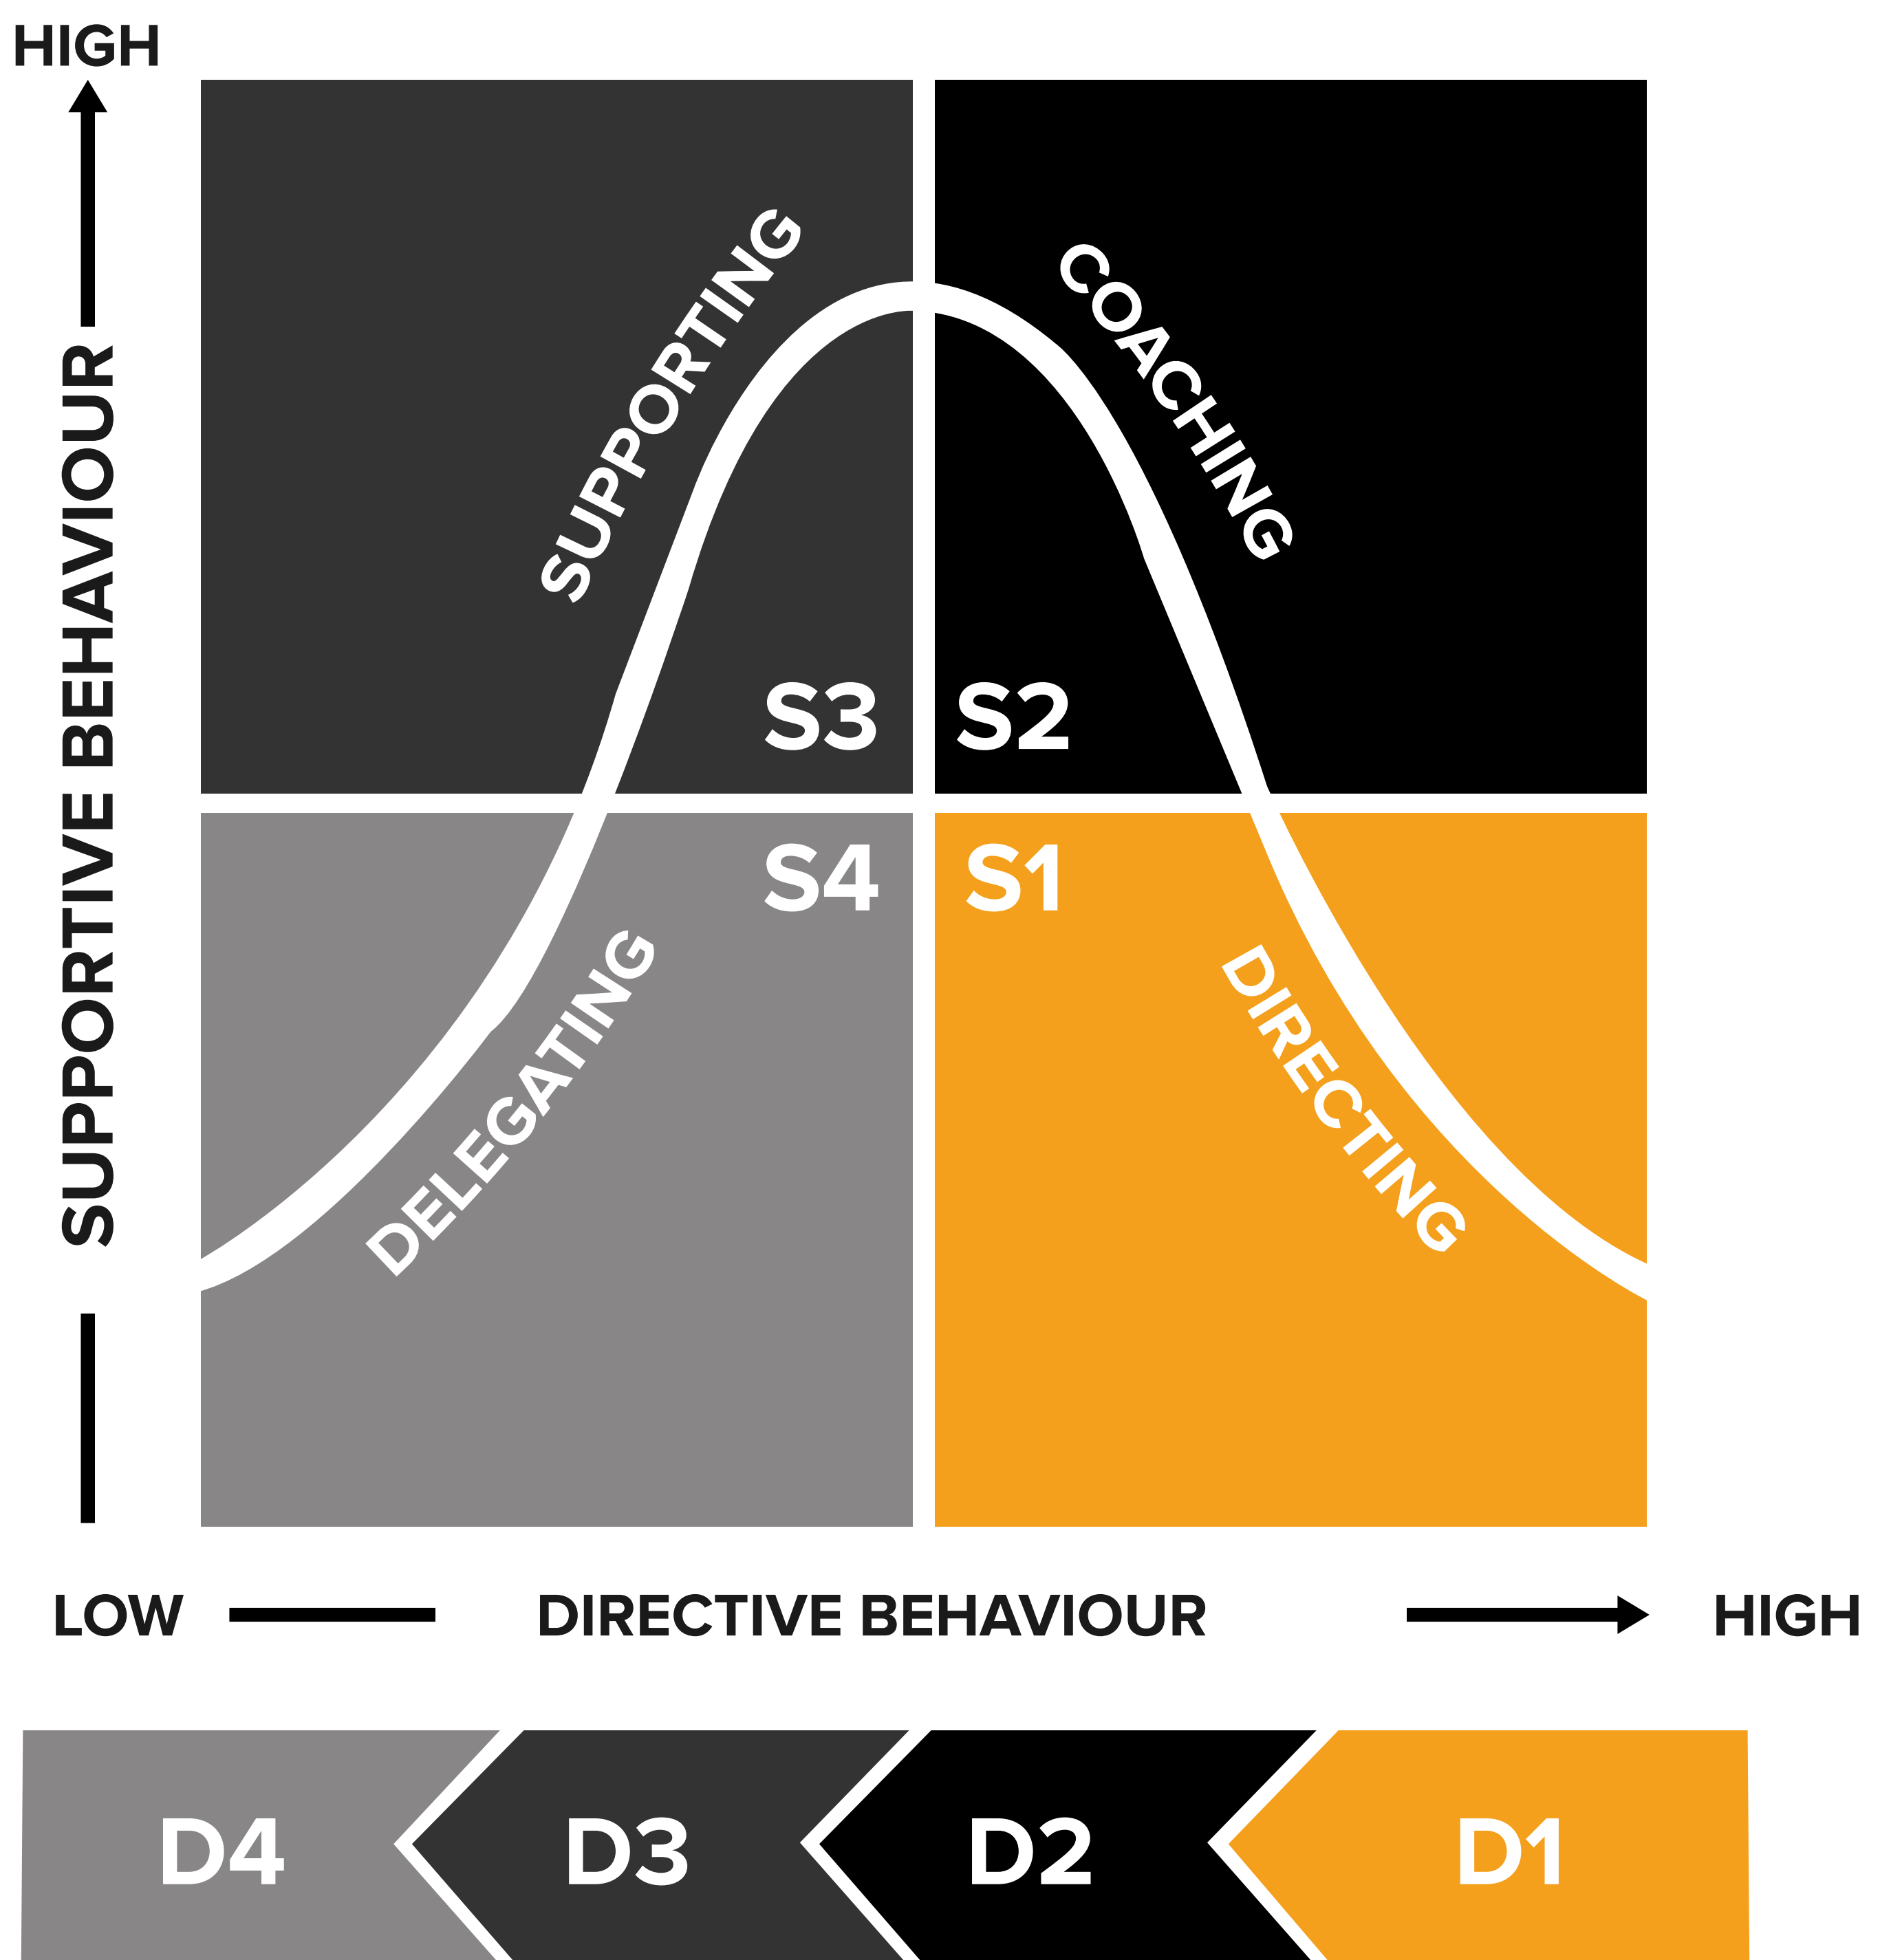 HIGH
SUPPORTIVE BEHAVIOUR
SUPPORTING
COACHING
S3
S2
S4
S1
DELEGATING
DIRECTING
LOW
DIRECTIVE BEHAVIOUR
HIGH
D4
D3
D2
D1